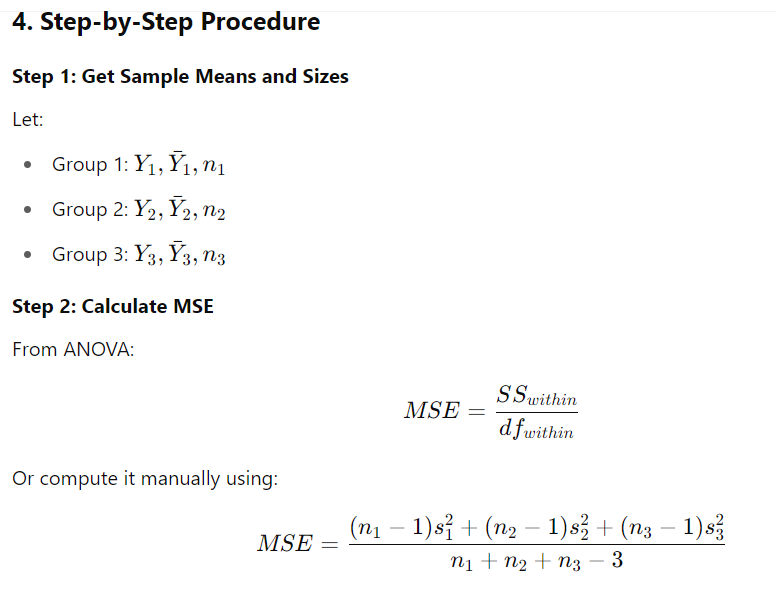 4. Step-by-Step Procedure
Step 1: Get Sample Means and Sizes
Let:
• Group 1: Y₁, Ȳ₁, n₁
• Group 2: Y₂, Ȳ₂, n₂
• Group 3: Y₃, Ȳ₃, n₃
Step 2: Calculate MSE
From ANOVA:
MSE = SS_within / df_within
Or compute it manually using:
MSE = ((n₁ − 1)s₁² + (n₂ − 1)s₂² + (n₃ − 1)s₃²) / (n₁ + n₂ + n₃ − 3)